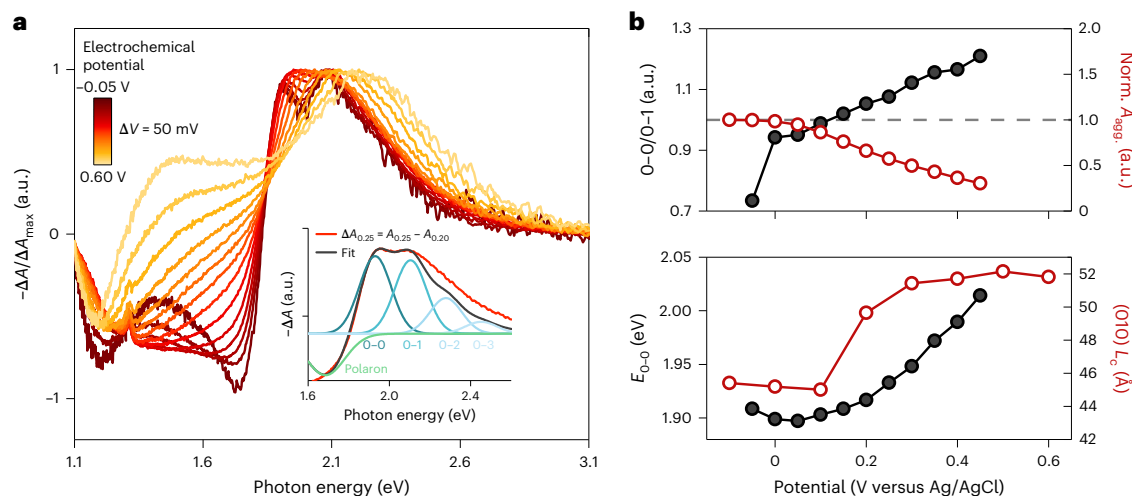 a
Electrochemical
potential
–0.05 V
ΔV = 50 mV
0.60 V
1
0
–1
–ΔA/ΔAmax (a.u.)
1.1
1.6
2.1
2.6
3.1
Photon energy (eV)
ΔA0.25 = A0.25 – A0.20
Fit
–ΔA (a.u.)
0–0
0–1
0–2
0–3
Polaron
1.6
2.0
2.4
Photon energy (eV)
b
1.3
1.1
0.9
0.7
0–0/0–1 (a.u.)
2.0
1.5
1.0
0.5
0
Norm. Aagg. (a.u.)
2.05
2.00
1.95
1.90
E0–0 (eV)
52
50
48
46
44
42
(010) Lc (Å)
0
0.2
0.4
0.6
Potential (V versus Ag/AgCl)